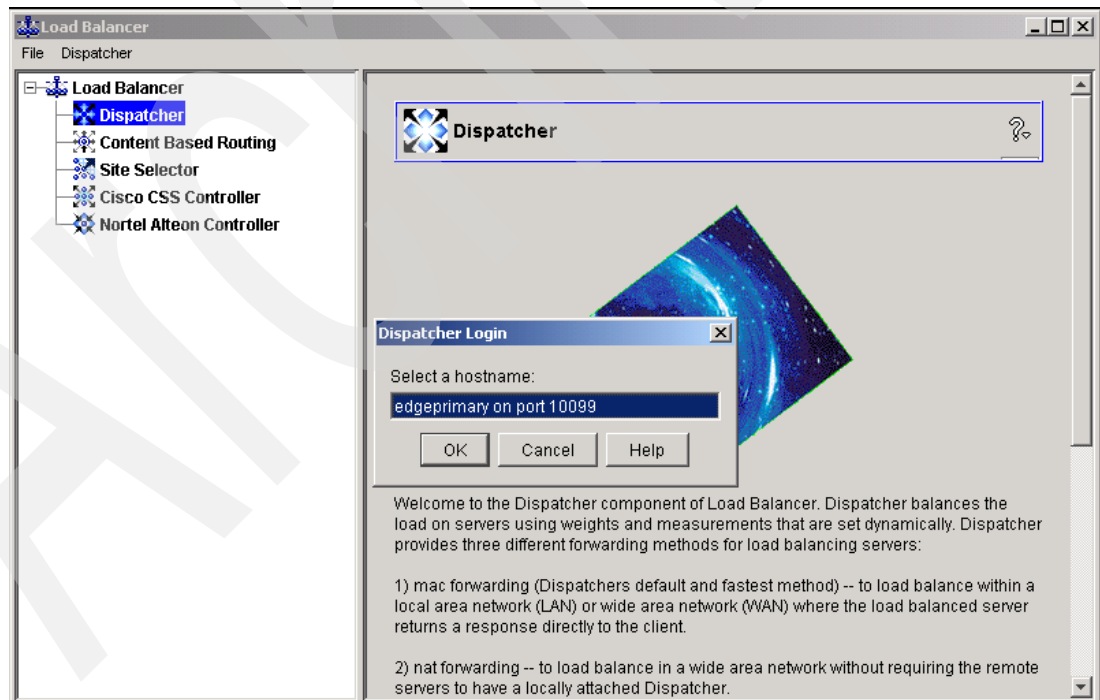 Load Balancer
File Dispatcher
Load Balancer
Dispatcher
Content Based Routing
Site Selector
Cisco CSS Controller
Nortel Alteon Controller
Dispatcher
?
Dispatcher Login
Select a hostname:
edgeprimary on port 10099
OK Cancel Help
Welcome to the Dispatcher component of Load Balancer. Dispatcher balances the
load on servers using weights and measurements that are set dynamically. Dispatcher
provides three different forwarding methods for load balancing servers:
1) mac forwarding (Dispatchers default and fastest method) -- to load balance within a
local area network (LAN) or wide area network (WAN) where the load balanced server
returns a response directly to the client.
2) nat forwarding -- to load balance in a wide area network without requiring the remote
servers to have a locally attached Dispatcher.